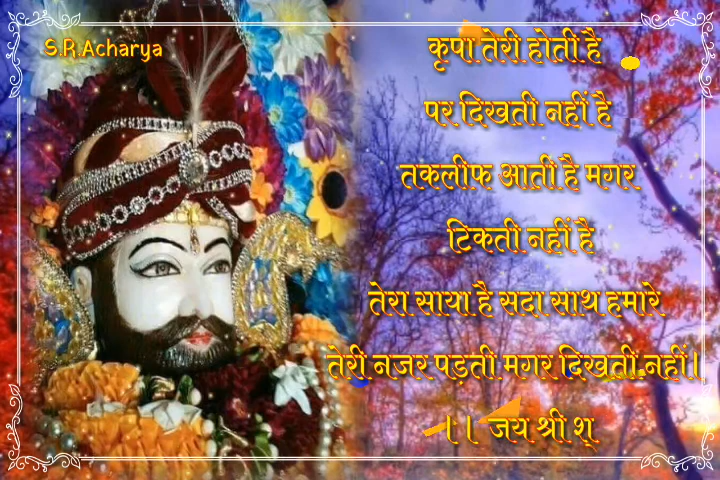 S.R.Acharya
कृपा तेरी होती है
पर दिखती नहीं है
तकलीफ आती है मगर
टिकती नहीं है
तेरा साया है सदा साथ हमारे
तेरी नजर पड़ती मगर दिखती नहीं।
।। जय श्री श्